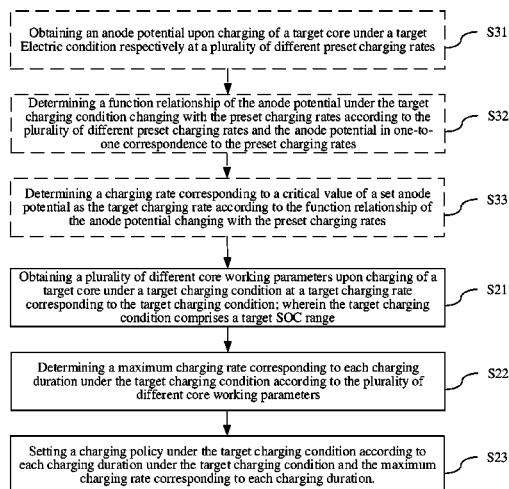 Obtaining an anode potential upon charging of a target core under a target
Electric condition respectively at a plurality of different preset charging rates
S31
Determining a function relationship of the anode potential under the target
charging condition changing with the preset charging rates according to the
plurality of different preset charging rates and the anode potential in one-to-
one correspondence to the preset charging rates
S32
Determining a charging rate corresponding to a critical value of a set anode
potential as the target charging rate according to the function relationship of
the anode potential changing with the preset charging rates
S33
Obtaining a plurality of different core working parameters upon charging of a
target core under a target charging condition at a target charging rate
corresponding to the target charging condition; wherein the target charging
condition comprises a target SOC range
S21
Determining a maximum charging rate corresponding to each charging
duration under the target charging condition according to the plurality of
different core working parameters
S22
Setting a charging policy under the target charging condition according to
each charging duration under the target charging condition and the maximum
charging rate corresponding to each charging duration.
S23